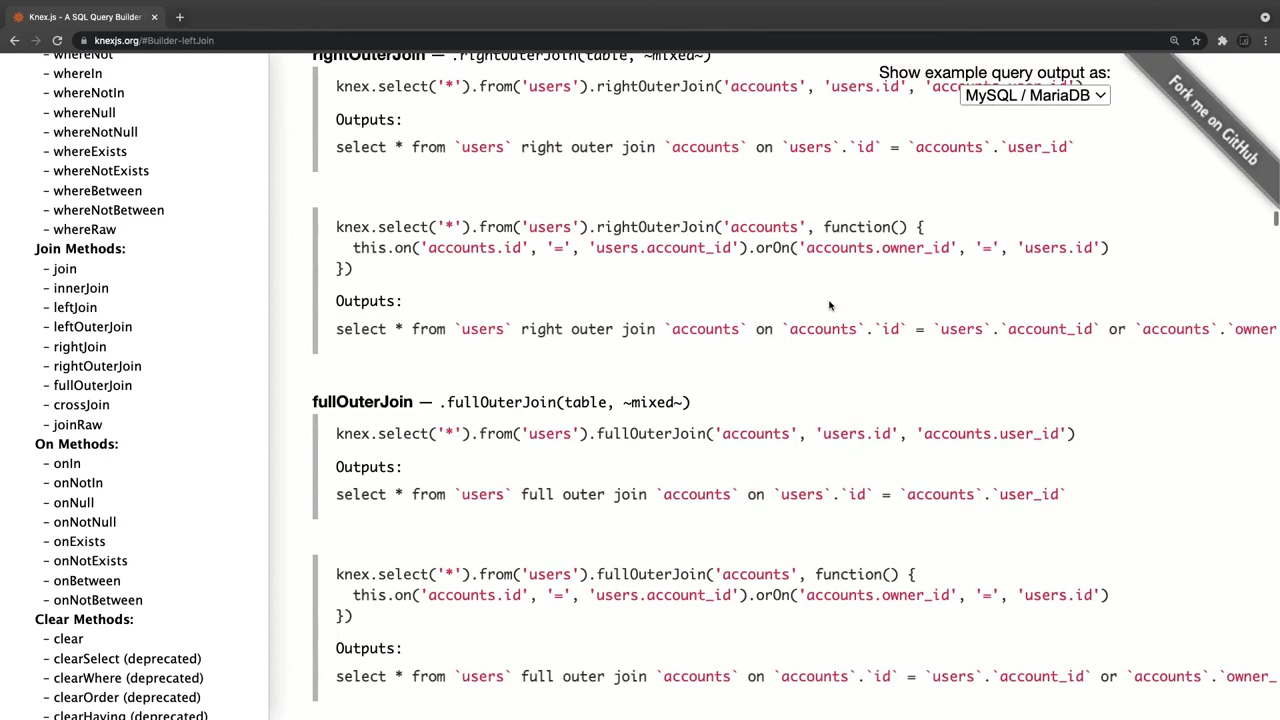 Knex.js - A SQL Query Builder
knexjs.org/#Builder-leftJoin
- whereNot
- whereIn
- whereNotIn
- whereNull
- whereNotNull
- whereExists
- whereNotExists
- whereBetween
- whereNotBetween
- whereRaw
Join Methods:
- join
- innerJoin
- leftJoin
- leftOuterJoin
- rightJoin
- rightOuterJoin
- fullOuterJoin
- crossJoin
- joinRaw
On Methods:
- onIn
- onNotIn
- onNull
- onNotNull
- onExists
- onNotExists
- onBetween
- onNotBetween
Clear Methods:
- clear
- clearSelect (deprecated)
- clearWhere (deprecated)
- clearOrder (deprecated)
- clearHaving (deprecated)
rightOuterJoin — .rightOuterJoin(table, ~mixed~)
Show example query output as:
MySQL / MariaDB
Fork me on GitHub
knex.select('*').from('users').rightOuterJoin('accounts', 'users.id',
Outputs:
select * from `users` right outer join `accounts` on `users`.`id` = `accounts`.`user_id`
knex.select('*').from('users').rightOuterJoin('accounts', function() {
this.on('accounts.id', '=', 'users.account_id').orOn('accounts.owner_id', '=', 'users.id')
})
Outputs:
select * from `users` right outer join `accounts` on `accounts`.`id` = `users`.`account_id` or `accounts`.`owner
fullOuterJoin — .fullOuterJoin(table, ~mixed~)
knex.select('*').from('users').fullOuterJoin('accounts', 'users.id', 'accounts.user_id')
Outputs:
select * from `users` full outer join `accounts` on `users`.`id` = `accounts`.`user_id`
knex.select('*').from('users').fullOuterJoin('accounts', function() {
this.on('accounts.id', '=', 'users.account_id').orOn('accounts.owner_id', '=', 'users.id')
})
Outputs:
select * from `users` full outer join `accounts` on `accounts`.`id` = `users`.`account_id` or `accounts`.`owner_